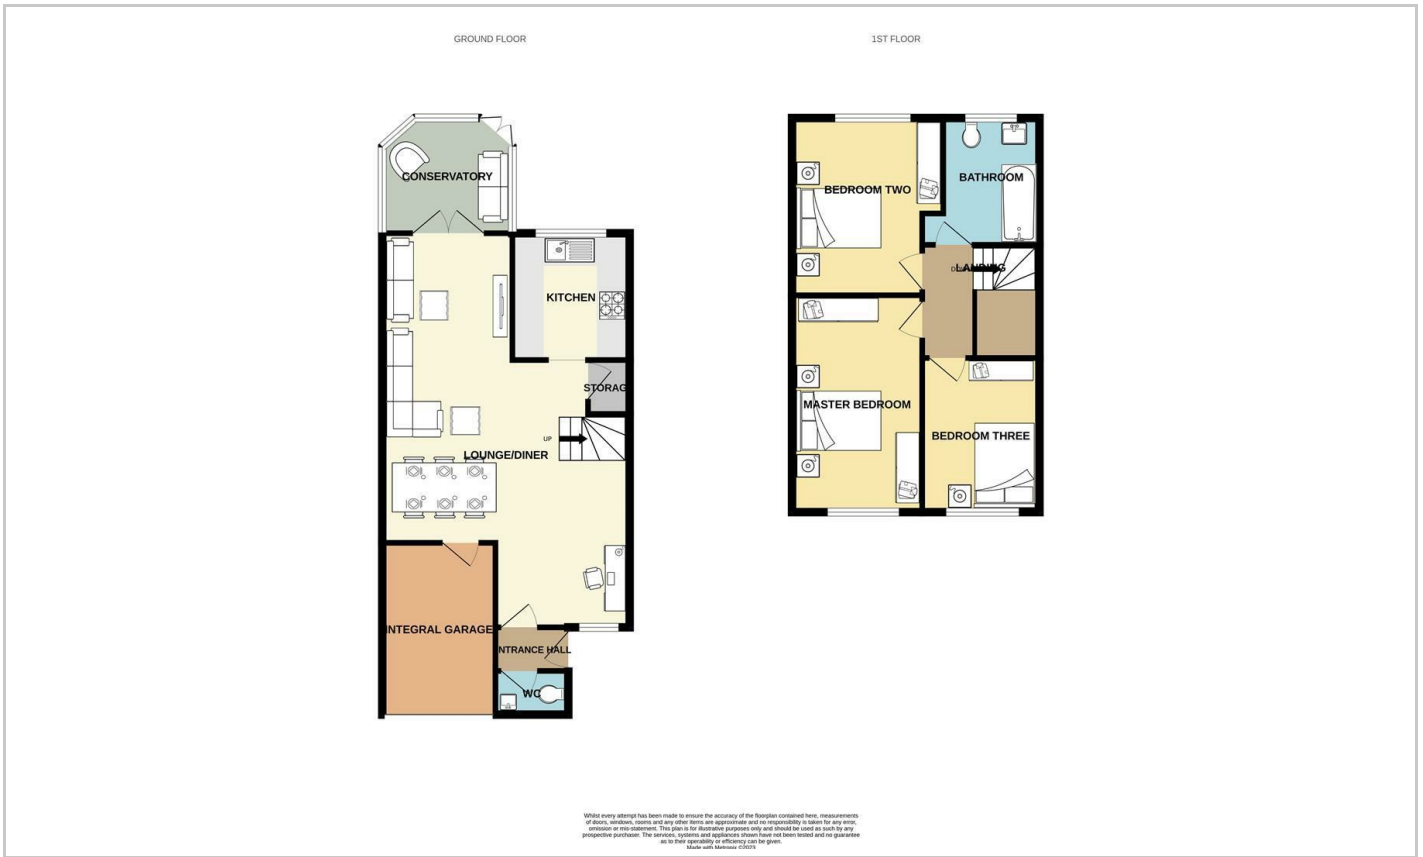 GROUND FLOOR
1ST FLOOR
CONSERVATORY
KITCHEN
STORAG
UP
LOUNGE/DINER
INTEGRAL GARAGE
NTRANCE HALL
WC
BEDROOM TWO
BATHROOM
LANDING
MASTER BEDROOM
BEDROOM THREE
Whilst every attempt has been made to ensure the accuracy of the floorplan contained here, measurements
of doors, windows, rooms and any other items are approximate and no responsibility is taken for any error,
omission or mis-statement. This plan is for illustrative purposes only and should be used as such by any
prospective purchaser. The services, systems and appliances shown have not been tested and no guarantee
as to their operability or efficiency can be given.
Made with Metropix ©2023